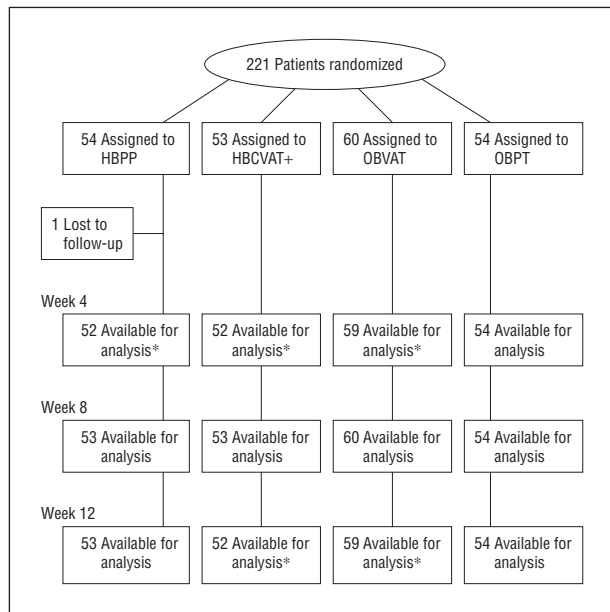 221 Patients randomized
54 Assigned to
HBPP
53 Assigned to
HBCVAT+
60 Assigned to
OBVAT
54 Assigned to
OBPT
1 Lost to
follow-up
Week 4
52 Available for
analysis*
52 Available for
analysis*
59 Available for
analysis*
54 Available for
analysis
Week 8
53 Available for
analysis
53 Available for
analysis
60 Available for
analysis
54 Available for
analysis
Week 12
53 Available for
analysis
52 Available for
analysis*
59 Available for
analysis*
54 Available for
analysis